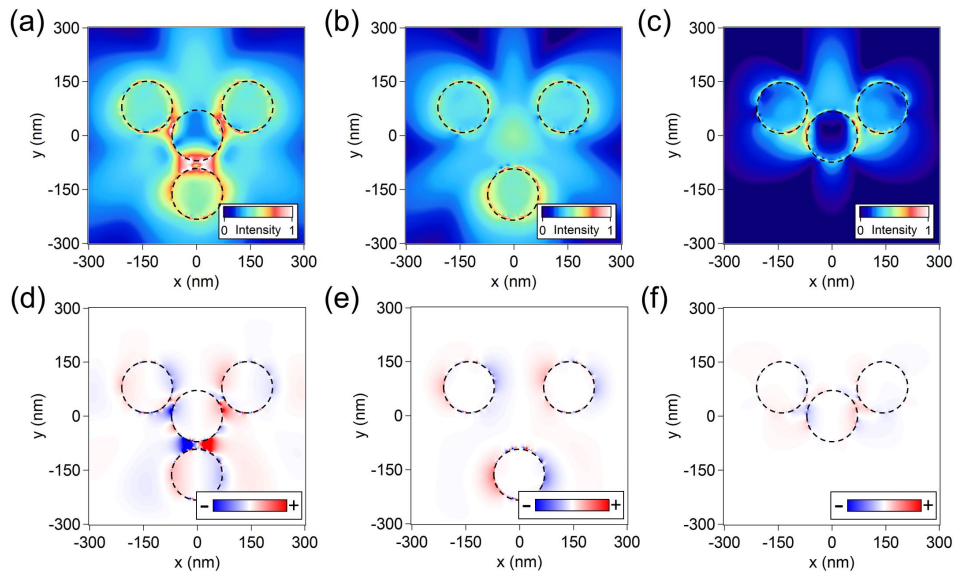 (a) (b) (c)
300 300 300
150 150 150
y (nm) y (nm) y (nm)
0 0 0
-150 -150 -150
0 Intensity 1 0 Intensity 1 0 Intensity 1
-300 -300 -300
-300 -150 0 150 300 -300 -150 0 150 300 -300 -150 0 150 300
x (nm) x (nm) x (nm)
(d) (e) (f)
300 300 300
150 150 150
y (nm) y (nm) y (nm)
0 0 0
-150 -150 -150
- + - + - +
-300 -300 -300
-300 -150 0 150 300 -300 -150 0 150 300 -300 -150 0 150 300
x (nm) x (nm) x (nm)